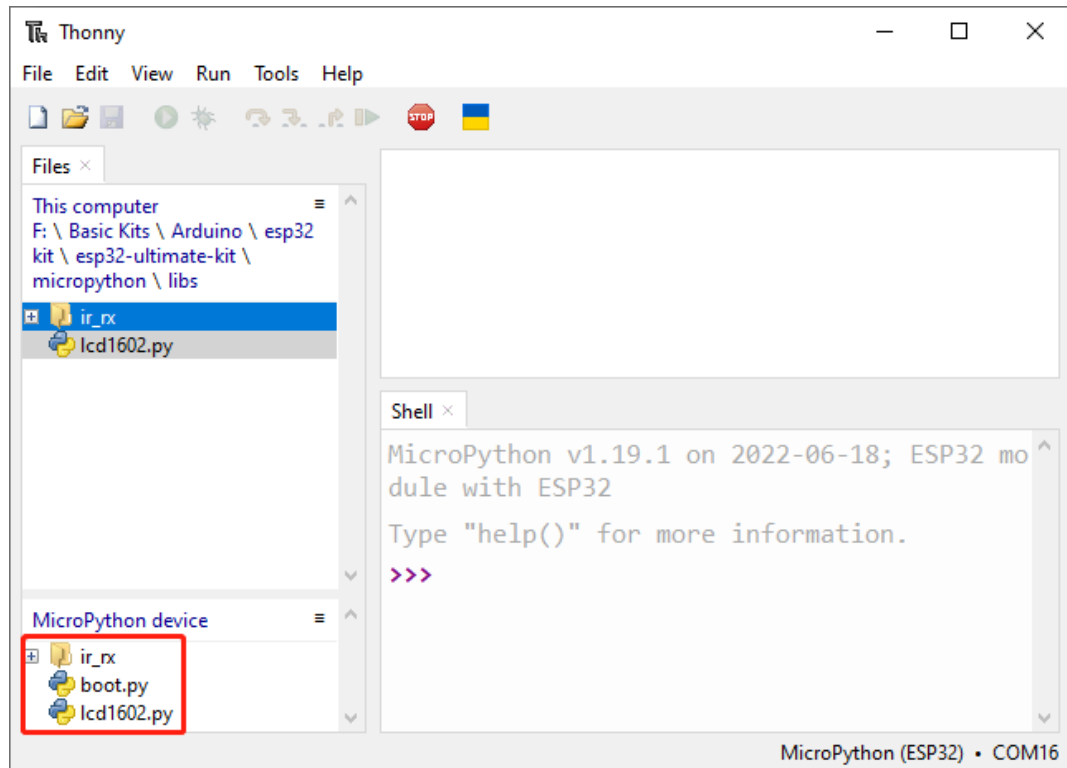 Thonny
File Edit View Run Tools Help
STOP
Files
This computer
F: \ Basic Kits \ Arduino \ esp32
kit \ esp32-ultimate-kit \
micropython \ libs
ir_rx
lcd1602.py
MicroPython device
ir_rx
boot.py
lcd1602.py
Shell
MicroPython v1.19.1 on 2022-06-18; ESP32 mo
dule with ESP32
Type "help()" for more information.
>>>
MicroPython (ESP32) • COM16